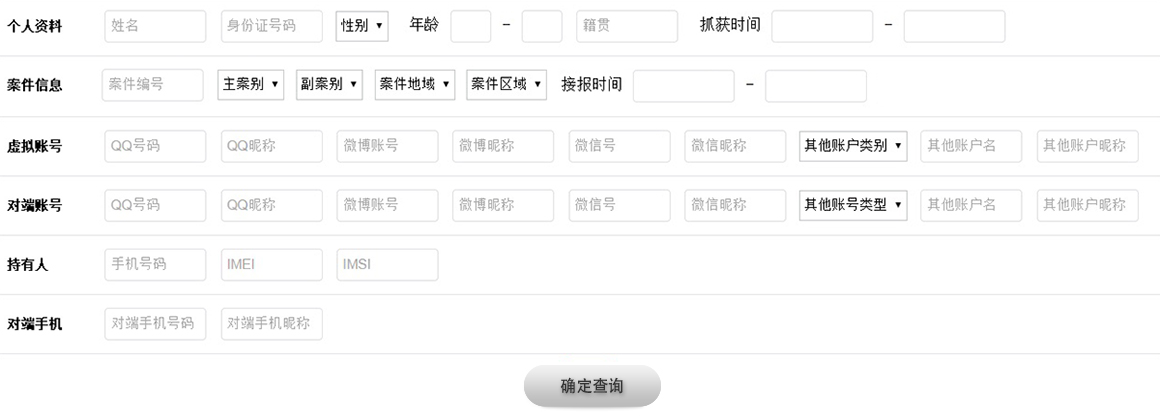 个人资料 姓名 身份证号码 性别 年龄 - 籍贯 抓获时间 -
案件信息 案件编号 主案别 副案别 案件地域 案件区域 接报时间 -
虚拟账号 QQ号码 QQ昵称 微博账号 微博昵称 微信号 微信昵称 其他账户类别 其他账户名 其他账户昵称
对端账号 QQ号码 QQ昵称 微博账号 微博昵称 微信号 微信昵称 其他账号类型 其他账户名 其他账户昵称
持有人 手机号码 IMEI IMSI
对端手机 对端手机号码 对端手机昵称
确定查询